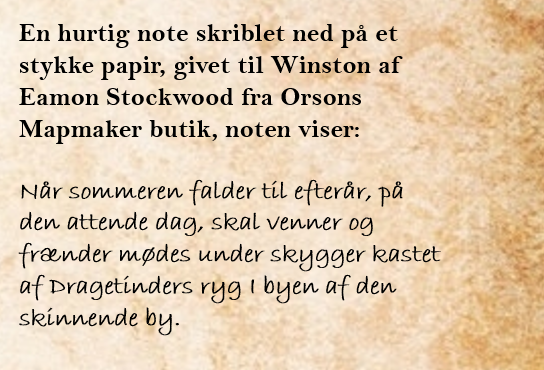 En hurtig note skriblet ned på et
stykke papir, givet til Winston af
Eamon Stockwood fra Orsons
Mapmaker butik, noten viser:
Når sommeren falder til efterår, på
den attende dag, skal venner og
frænder mødes under skygger kastet
af Dragetinders ryg I byen af den
skinnende by.